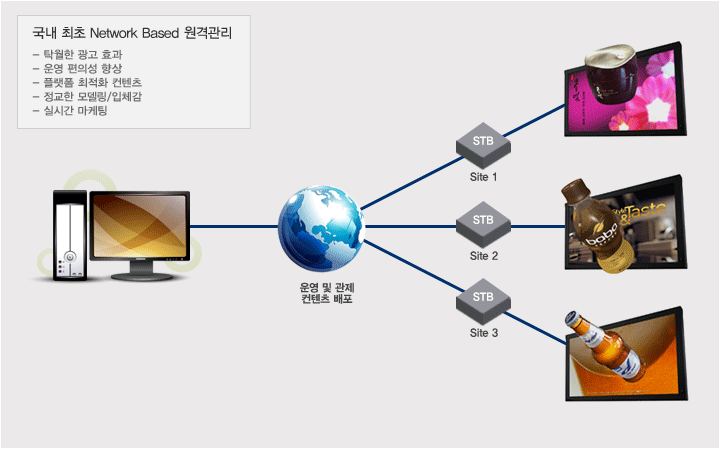 국내 최초 Network Based 원격관리
– 탁월한 광고 효과
– 운영 편의성 향상
– 플랫폼 최적화 컨텐츠
– 정교한 모델링/입체감
– 실시간 마케팅
STB
Site 1
STB
Site 2
Style
&Taste
운영 및 관제
컨텐츠 배포
STB
Site 3